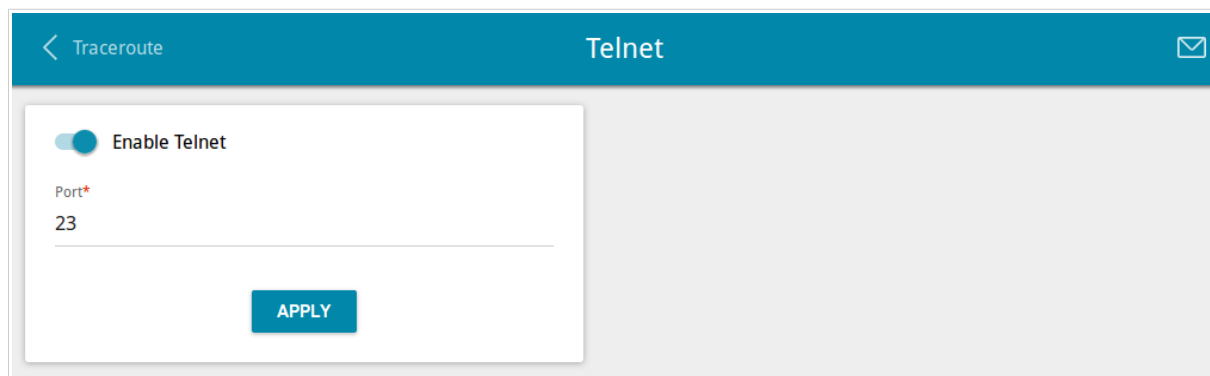 Traceroute
Telnet
Enable Telnet
Port*
23
APPLY